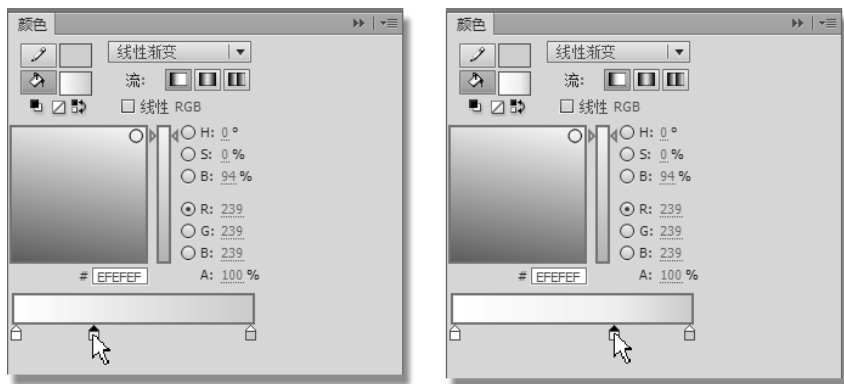 颜色
线性渐变
流:
线性 RGB
H: 0 °
S: 0 %
B: 94 %
R: 239
G: 239
B: 239
# EFEFEF
A: 100 %
颜色
线性渐变
流:
线性 RGB
H: 0 °
S: 0 %
B: 94 %
R: 239
G: 239
B: 239
# EFEFEF
A: 100 %